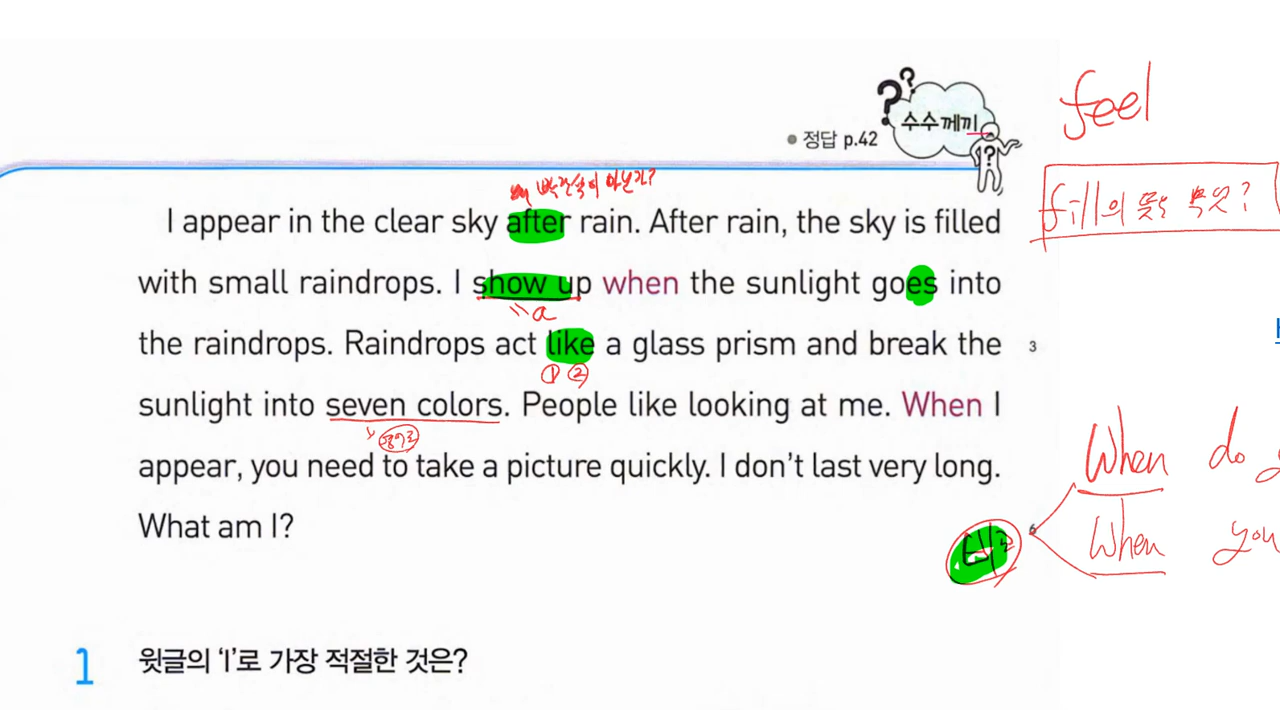 수수께끼
정답 p.42
feel
fill의 뜻은 무엇?
I appear in the clear sky after rain. After rain, the sky is filled
with small raindrops. I show up when the sunlight goes into
the raindrops. Raindrops act like a glass prism and break the
3
① ②
sunlight into seven colors. People like looking at me. When I
appear, you need to take a picture quickly. I don't last very long.
What am I?
6
When do
When you
1 윗글의 'I'로 가장 적절한 것은?